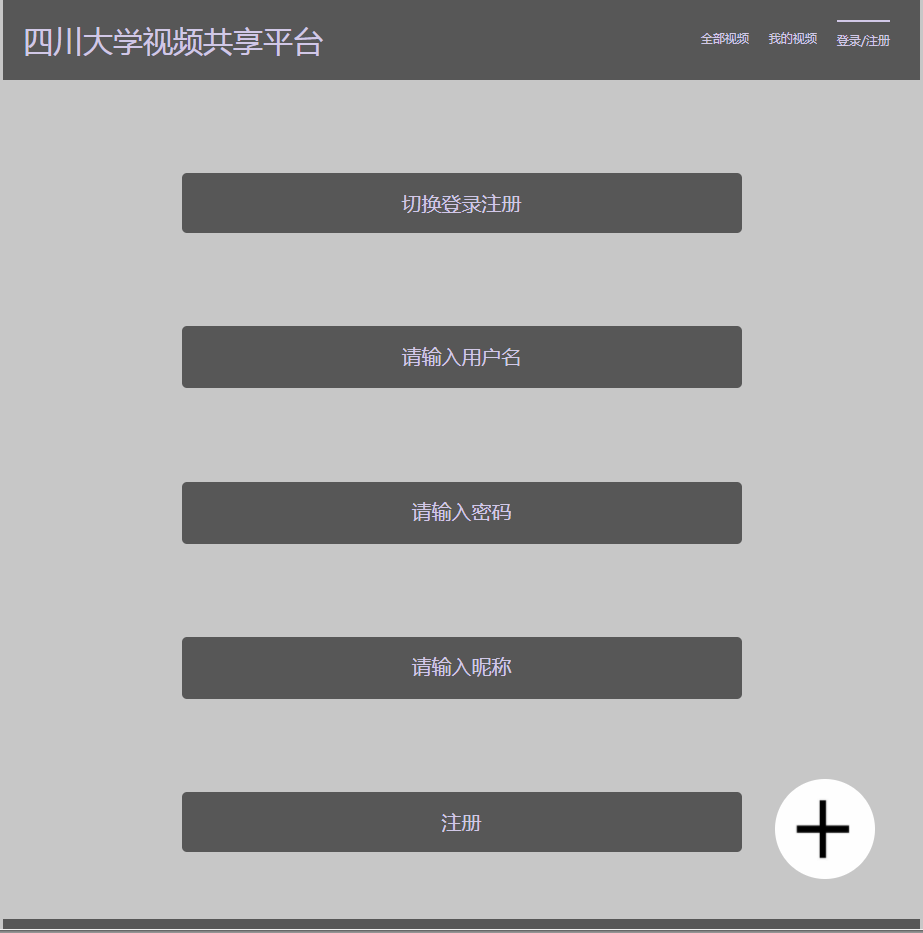 四川大学视频共享平台
全部视频 我的视频 登录/注册
切换登录注册
请输入用户名
请输入密码
请输入昵称
注册